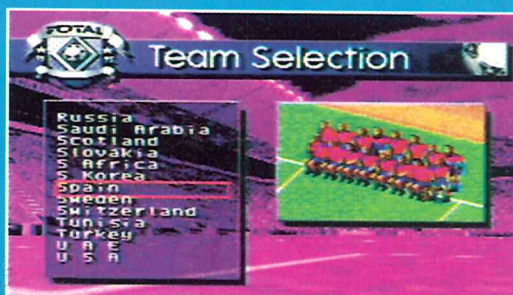 TOTAL
Team Selection
Russia
Saudi Arabia
Scotland
Slovakia
S Africa
S Korea
Spain
Sweden
Switzerland
Tunisia
Turkey
U A E
U S A